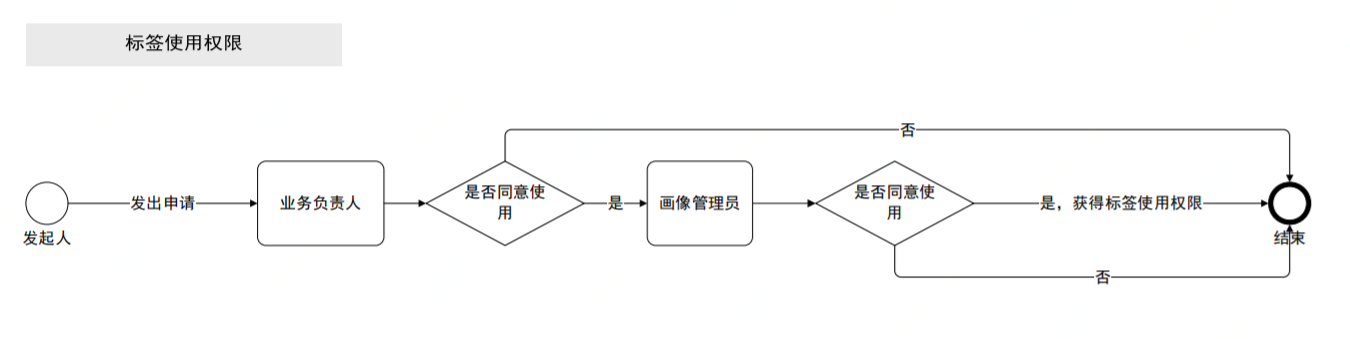 标签使用权限
否
发出申请
业务负责人
是否同意使
用
是
画像管理员
是否同意使
用
是，获得标签使用权限
发起人
结束
否